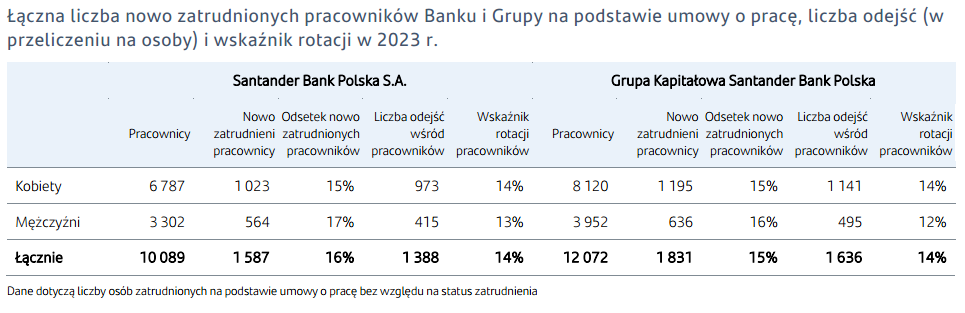 Łączna liczba nowo zatrudnionych pracowników Banku i Grupy na podstawie umowy o pracę, liczba odejść (w
przeliczeniu na osoby) i wskaźnik rotacji w 2023 r.
Santander Bank Polska S.A. Grupa Kapitałowa Santander Bank Polska
Nowo Odsetek nowo Liczba odejść Wskaźnik Nowo Odsetek nowo Liczba odejść Wskaźnik
Pracownicy zatrudnieni zatrudnionych wśród rotacji Pracownicy zatrudnieni zatrudnionych wśród rotacji
pracownicy pracowników pracowników pracowników pracownicy pracowników pracowników pracowników
Kobiety 6 787 1 023 15% 973 14% 8 120 1 195 15% 1 141 14%
Mężczyźni 3 302 564 17% 415 13% 3 952 636 16% 495 12%
Łącznie 10 089 1 587 16% 1 388 14% 12 072 1 831 15% 1 636 14%
Dane dotyczą liczby osób zatrudnionych na podstawie umowy o pracę bez względu na status zatrudnienia